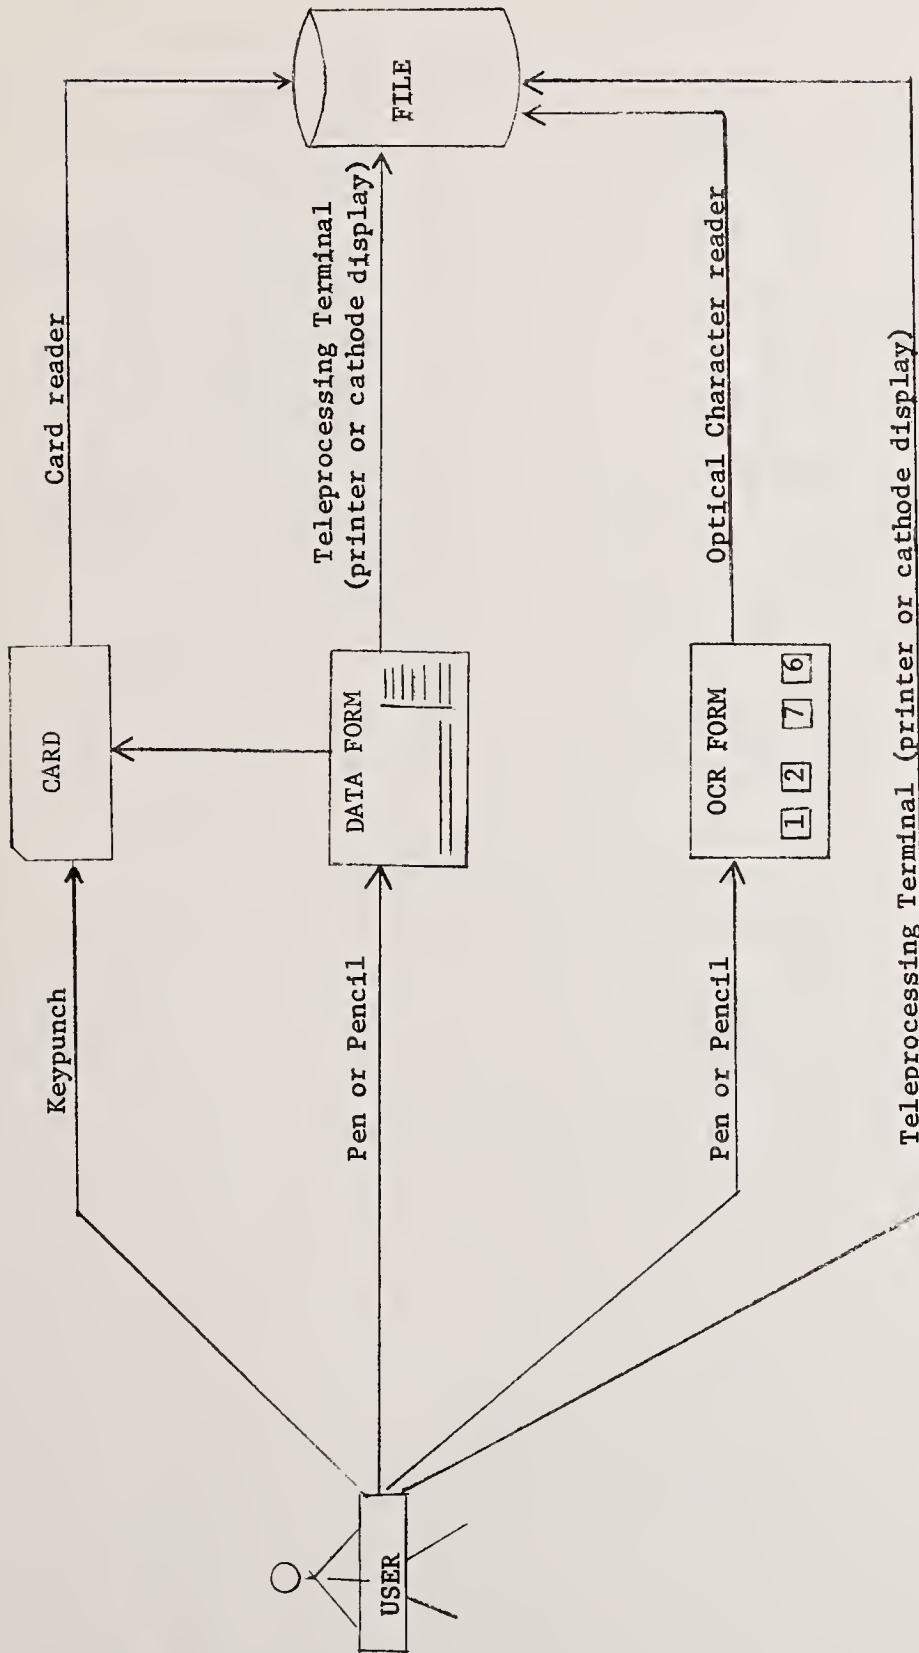 Keypunch
CARD
Card reader
Pen or Pencil
DATA FORM
Teleprocessing Terminal
(printer or cathode display)
FILE
USER
Pen or Pencil
OCR FORM
1 2 7 6
Optical Character reader
Teleprocessing Terminal (printer or cathode display)